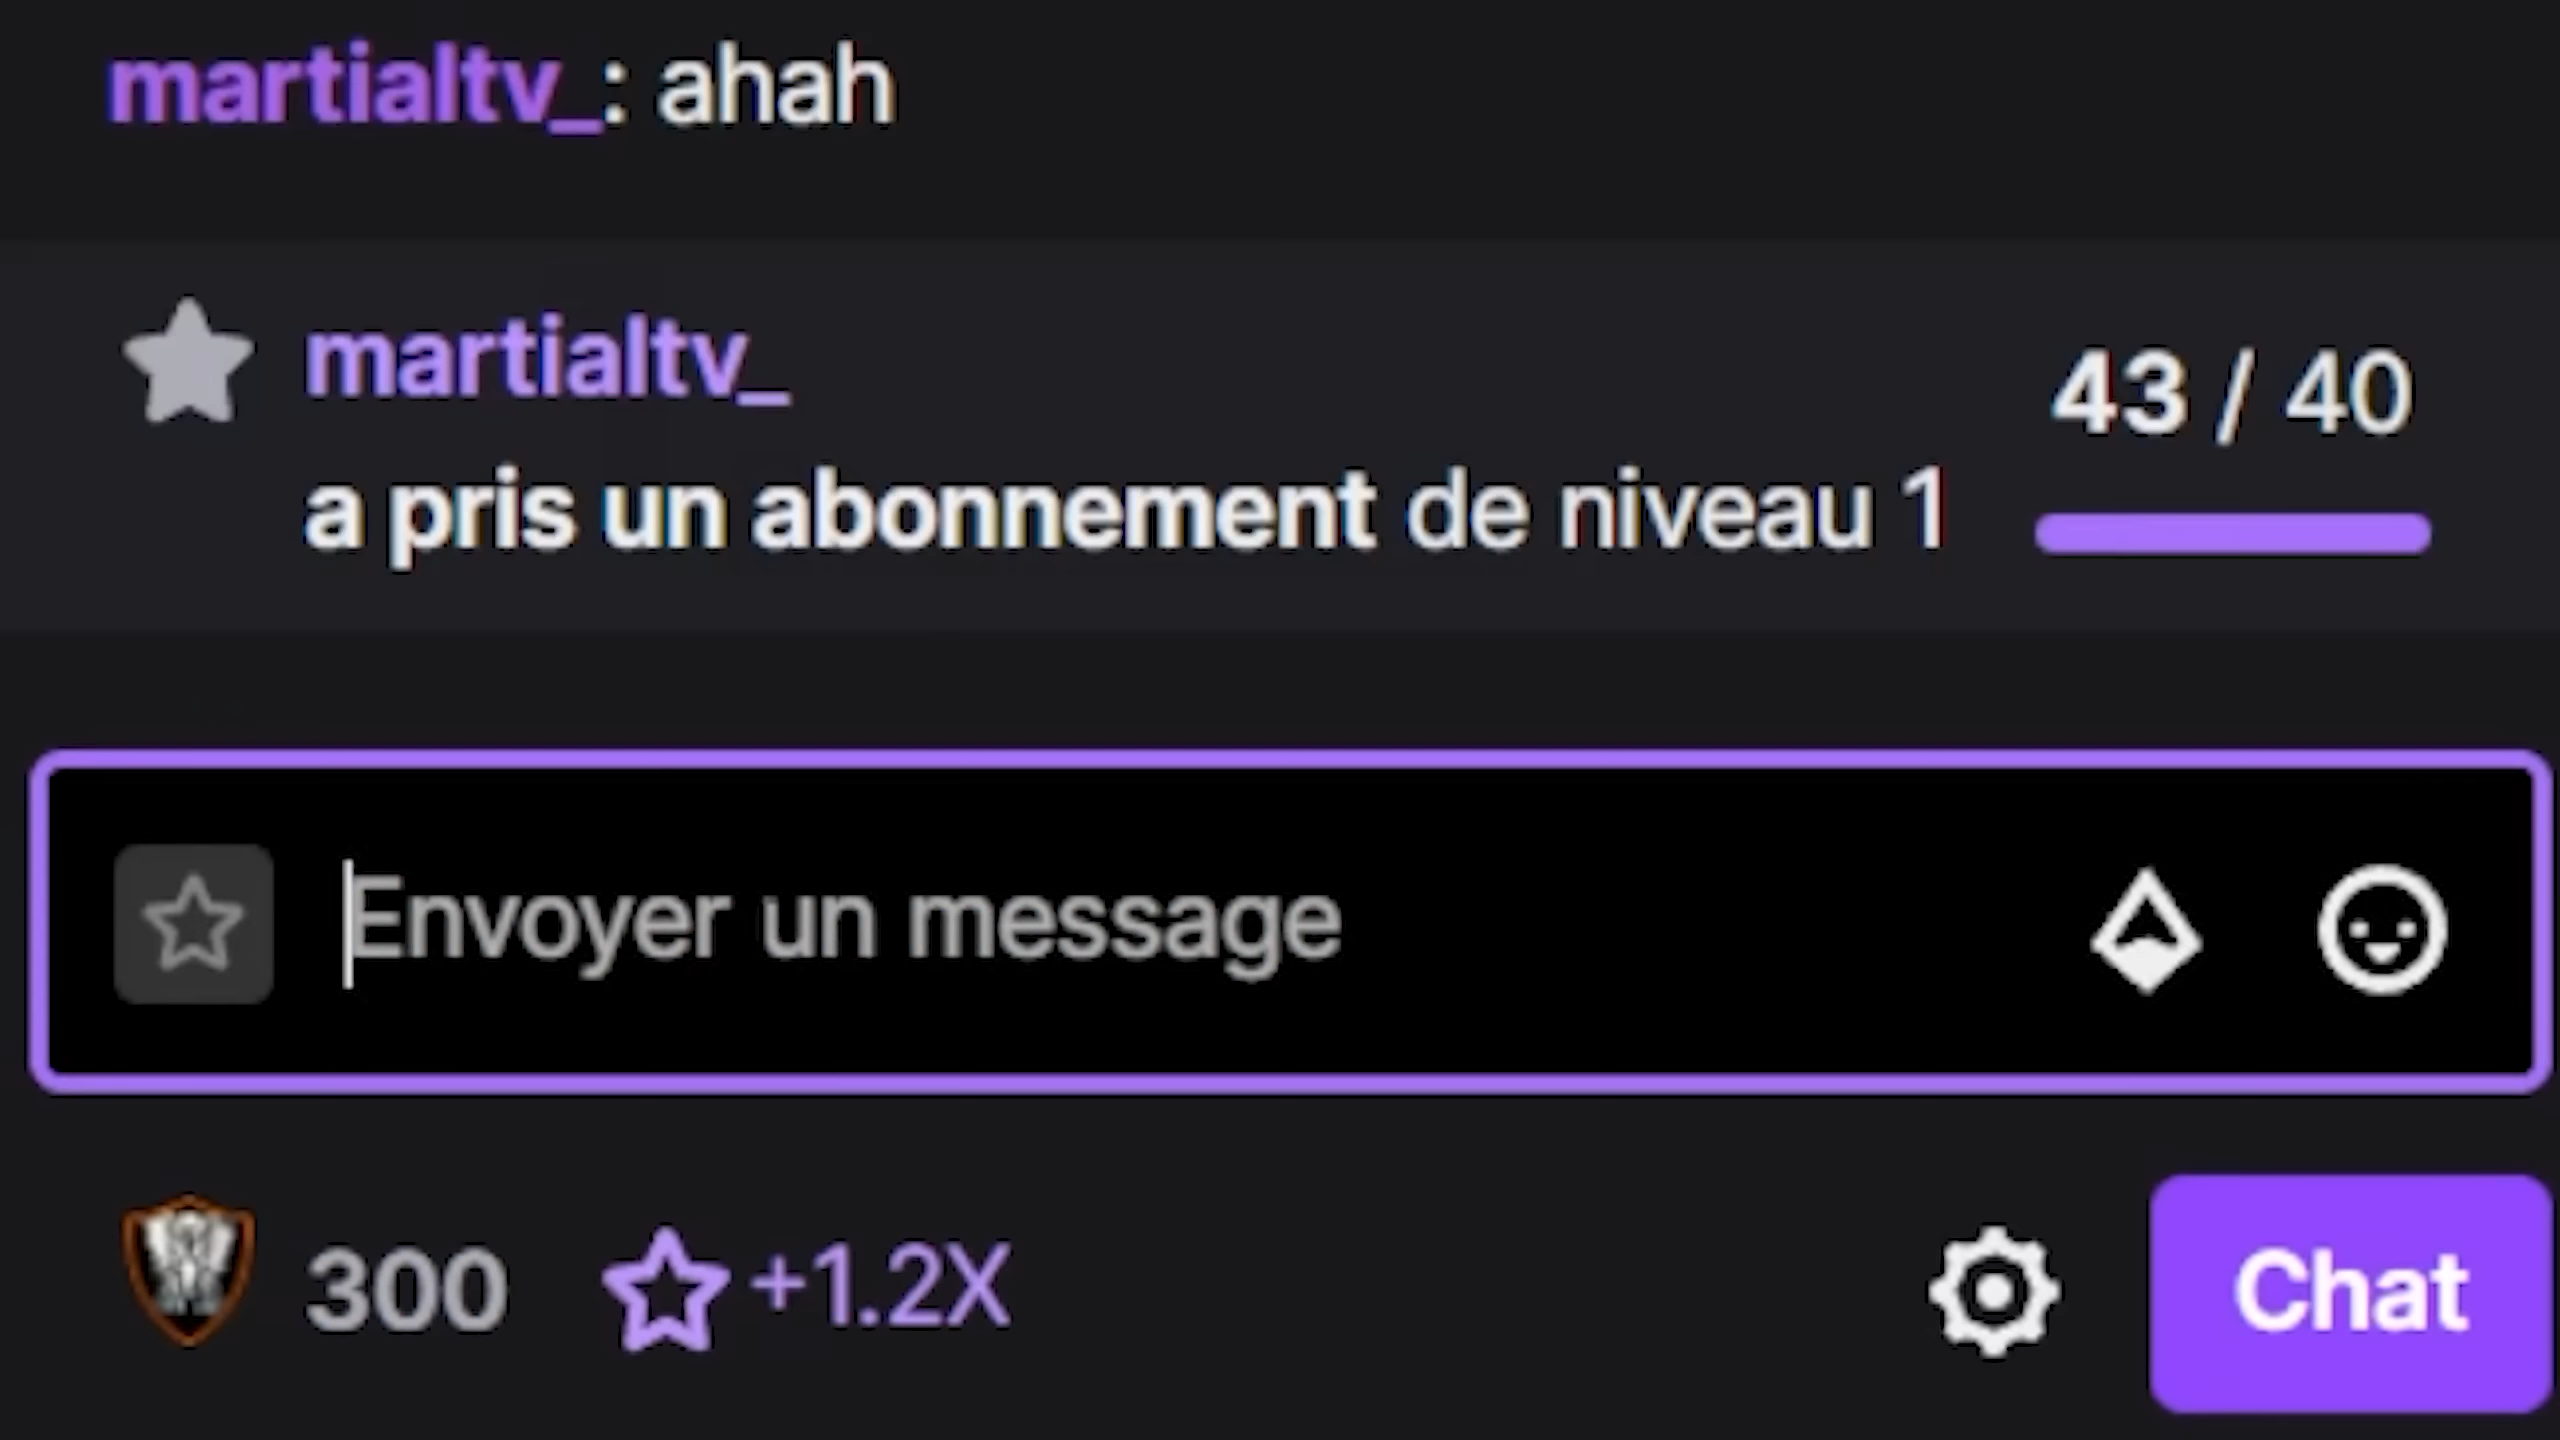 martialtv_: ahah
martialtv_
43 / 40
a pris un abonnement de niveau 1
Envoyer un message
300 +1.2X
Chat